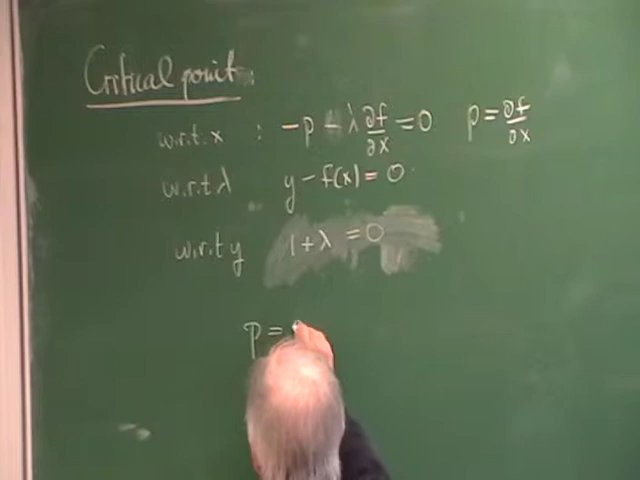 Critical point
w.r.t. x : -p - λ ∂f/∂x = 0 p = ∂f/∂x
w.r.t λ y - f(x) = 0
w.r.t y 1 + λ = 0
p =